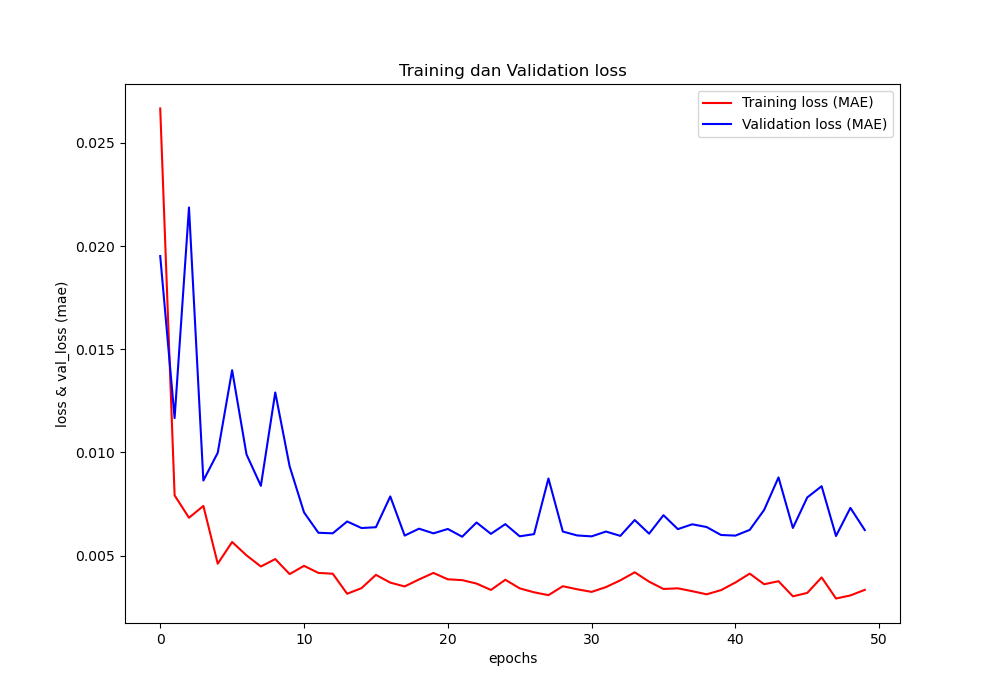 Training dan Validation loss
Training loss (MAE)
Validation loss (MAE)
loss & val_loss (mae)
0.025
0.020
0.015
0.010
0.005
0 10 20 30 40 50
epochs